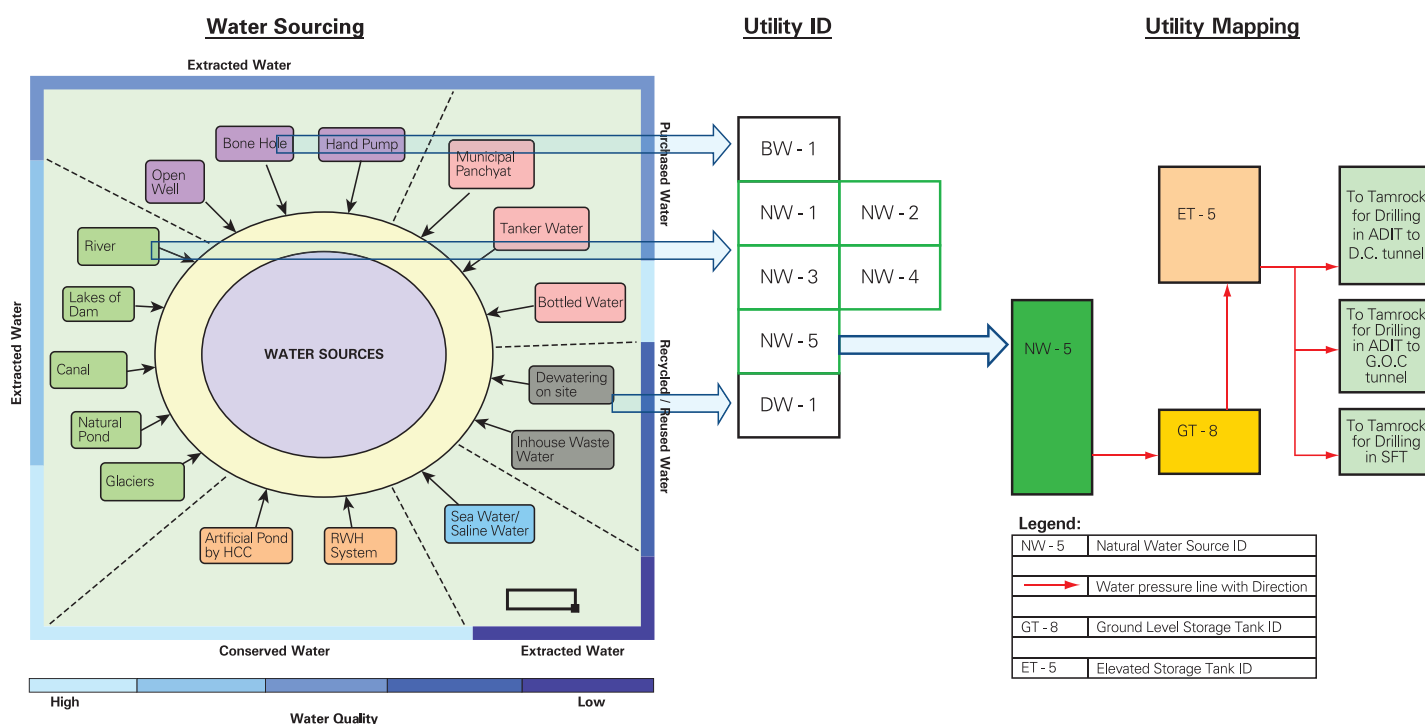 Water Sourcing
Utility ID
Utility Mapping
Extracted Water
Bone Hole
Hand Pump
Municipal
Panchyat
Open
Well
Tanker Water
River
Lakes of
Dam
Bottled Water
Canal
WATER SOURCES
Dewatering
on site
Natural
Pond
Inhouse Waste
Water
Glaciers
Sea Water/
Saline Water
Artificial Pond
by HCC
RWH
System
Extracted Water
Purchased Water
Recycled / Reused Water
Conserved Water
Extracted Water
High
Low
Water Quality
BW - 1
NW - 1
NW - 2
NW - 3
NW - 4
NW - 5
DW - 1
NW - 5
ET - 5
GT - 8
To Tamrock
for Drilling
in ADIT to
D.C. tunnel
To Tamrock
for Drilling
in ADIT to
G.O.C
tunnel
To Tamrock
for Drilling
in SFT
Legend:
NW - 5 Natural Water Source ID
Water pressure line with Direction
GT - 8 Ground Level Storage Tank ID
ET - 5 Elevated Storage Tank ID